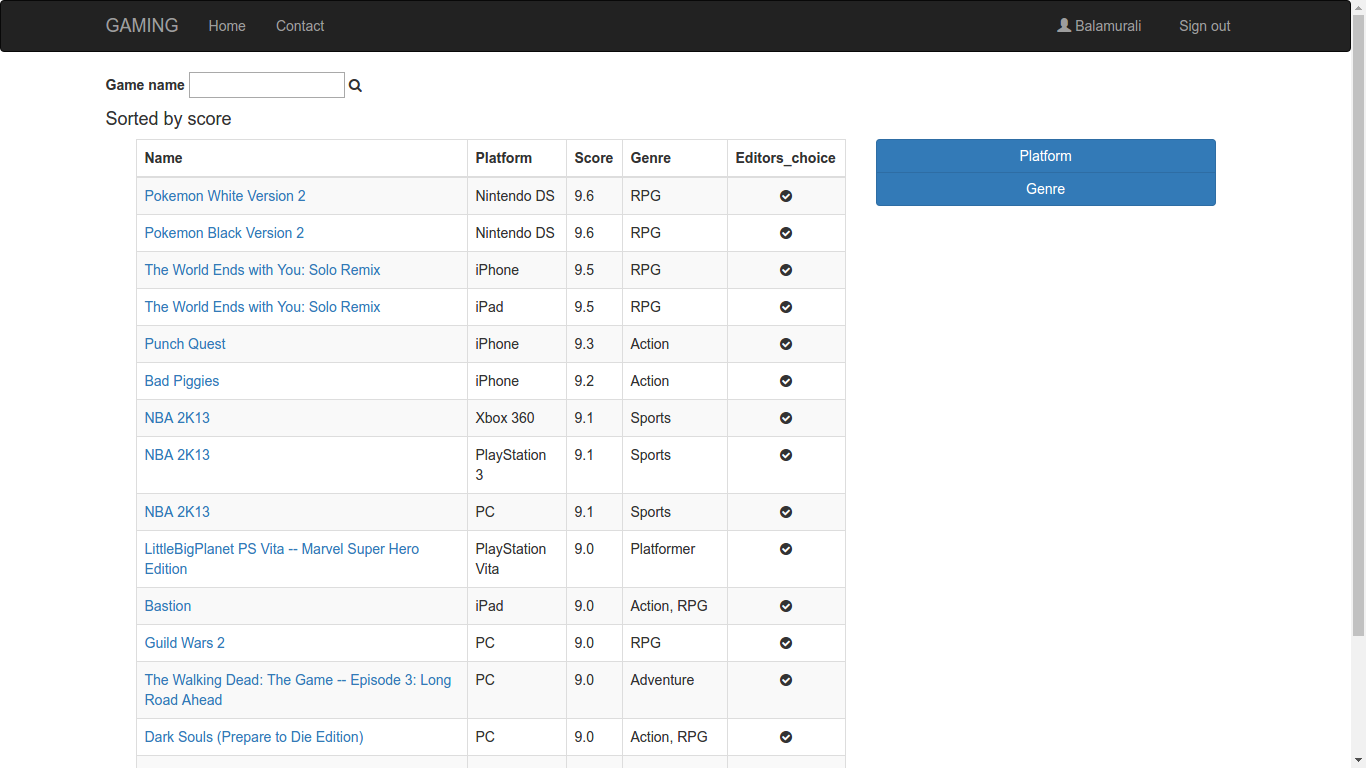 GAMING Home Contact Balamurali Sign out
Game name
Sorted by score
Name Platform Score Genre Editors_choice
Pokemon White Version 2 Nintendo DS 9.6 RPG
Pokemon Black Version 2 Nintendo DS 9.6 RPG
The World Ends with You: Solo Remix iPhone 9.5 RPG
The World Ends with You: Solo Remix iPad 9.5 RPG
Punch Quest iPhone 9.3 Action
Bad Piggies iPhone 9.2 Action
NBA 2K13 Xbox 360 9.1 Sports
NBA 2K13 PlayStation 9.1 Sports
3
NBA 2K13 PC 9.1 Sports
LittleBigPlanet PS Vita -- Marvel Super Hero PlayStation 9.0 Platformer
Edition Vita
Bastion iPad 9.0 Action, RPG
Guild Wars 2 PC 9.0 RPG
The Walking Dead: The Game -- Episode 3: Long PC 9.0 Adventure
Road Ahead
Dark Souls (Prepare to Die Edition) PC 9.0 Action, RPG
Platform
Genre